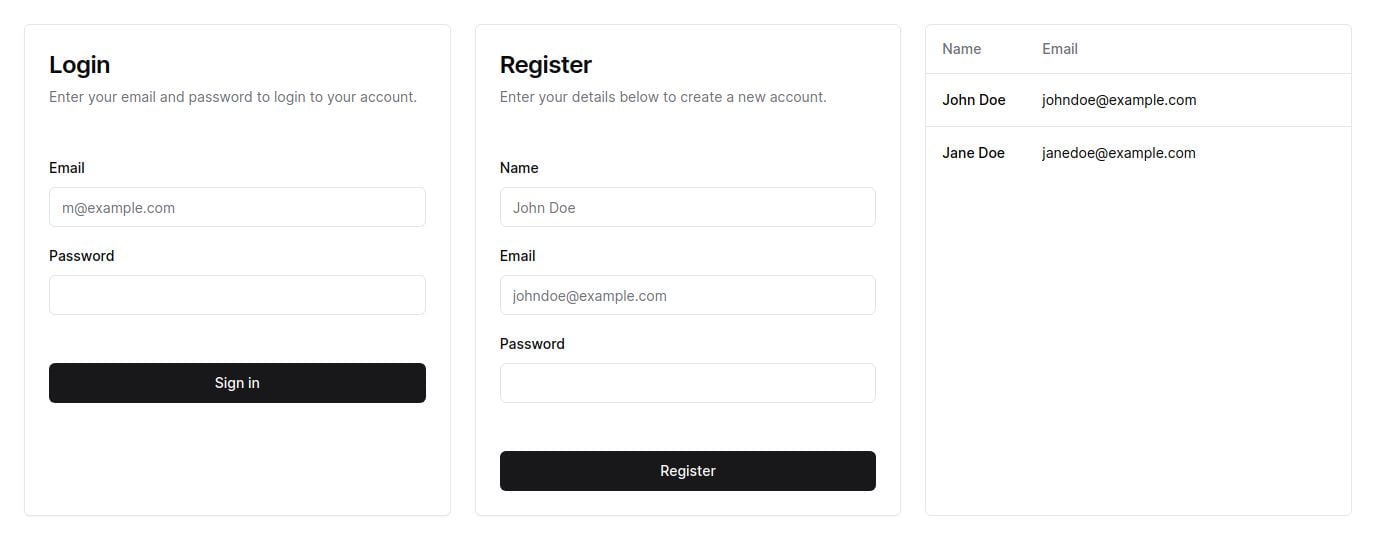 Login
Enter your email and password to login to your account.
Email
m@example.com
Password
Sign in
Register
Enter your details below to create a new account.
Name
John Doe
Email
johndoe@example.com
Password
Register
Name Email
John Doe johndoe@example.com
Jane Doe janedoe@example.com